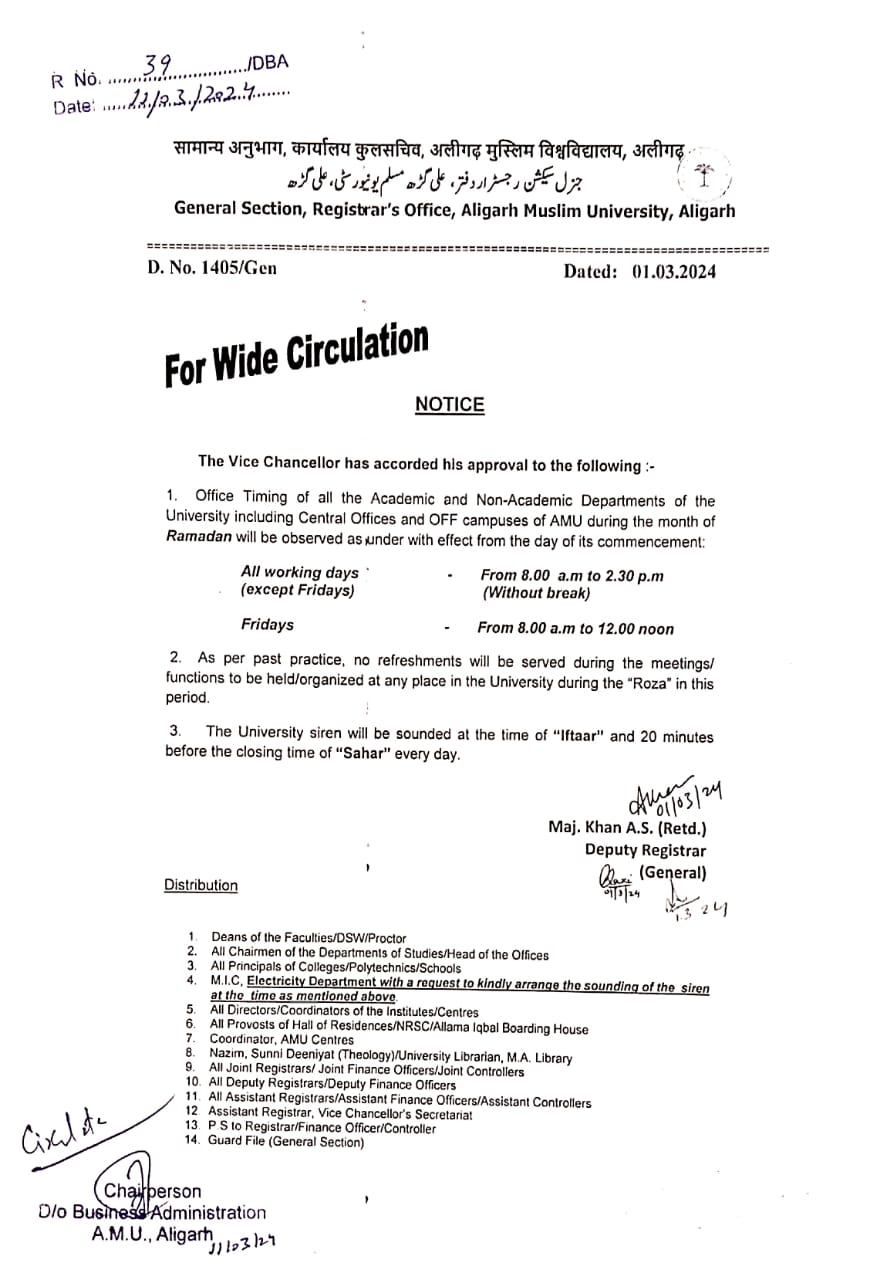 R No. ...........39............../DBA
Date: .....11/03/2024........
सामान्य अनुभाग, कार्यालय कुलसचिव, अलीगढ़ मुस्लिम विश्वविद्यालय, अलीगढ़
جنرل سیکشن رجسٹرار دفتر، علی گڑھ مسلم یونیورسٹی، علی گڑھ
General Section, Registrar's Office, Aligarh Muslim University, Aligarh
==============================================================================
D. No. 1405/Gen Dated: 01.03.2024
For Wide Circulation
NOTICE
The Vice Chancellor has accorded his approval to the following :-
1. Office Timing of all the Academic and Non-Academic Departments of the
University including Central Offices and OFF campuses of AMU during the month of
Ramadan will be observed as under with effect from the day of its commencement:
All working days - From 8.00 a.m to 2.30 p.m
(except Fridays) (Without break)
Fridays - From 8.00 a.m to 12.00 noon
2. As per past practice, no refreshments will be served during the meetings/
functions to be held/organized at any place in the University during the "Roza" in this
period.
3. The University siren will be sounded at the time of "Iftaar" and 20 minutes
before the closing time of "Sahar" every day.
01/03/24
Maj. Khan A.S. (Retd.)
Deputy Registrar
(General)
01/3/24
1.3 24
Distribution
1. Deans of the Faculties/DSW/Proctor
2. All Chairmen of the Departments of Studies/Head of the Offices
3. All Principals of Colleges/Polytechnics/Schools
4. M.I.C, Electricity Department with a request to kindly arrange the sounding of the siren
at the time as mentioned above.
5. All Directors/Coordinators of the Institutes/Centres
6. All Provosts of Hall of Residences/NRSC/Allama Iqbal Boarding House
7. Coordinator, AMU Centres
8. Nazim, Sunni Deeniyat (Theology)/University Librarian, M.A. Library
9. All Joint Registrars/ Joint Finance Officers/Joint Controllers
10. All Deputy Registrars/Deputy Finance Officers
11. All Assistant Registrars/Assistant Finance Officers/Assistant Controllers
12. Assistant Registrar, Vice Chancellor's Secretariat
13. P S to Registrar/Finance Officer/Controller
14. Guard File (General Section)
Chairperson
D/o Business Administration
A.M.U., Aligarh
11/03/24